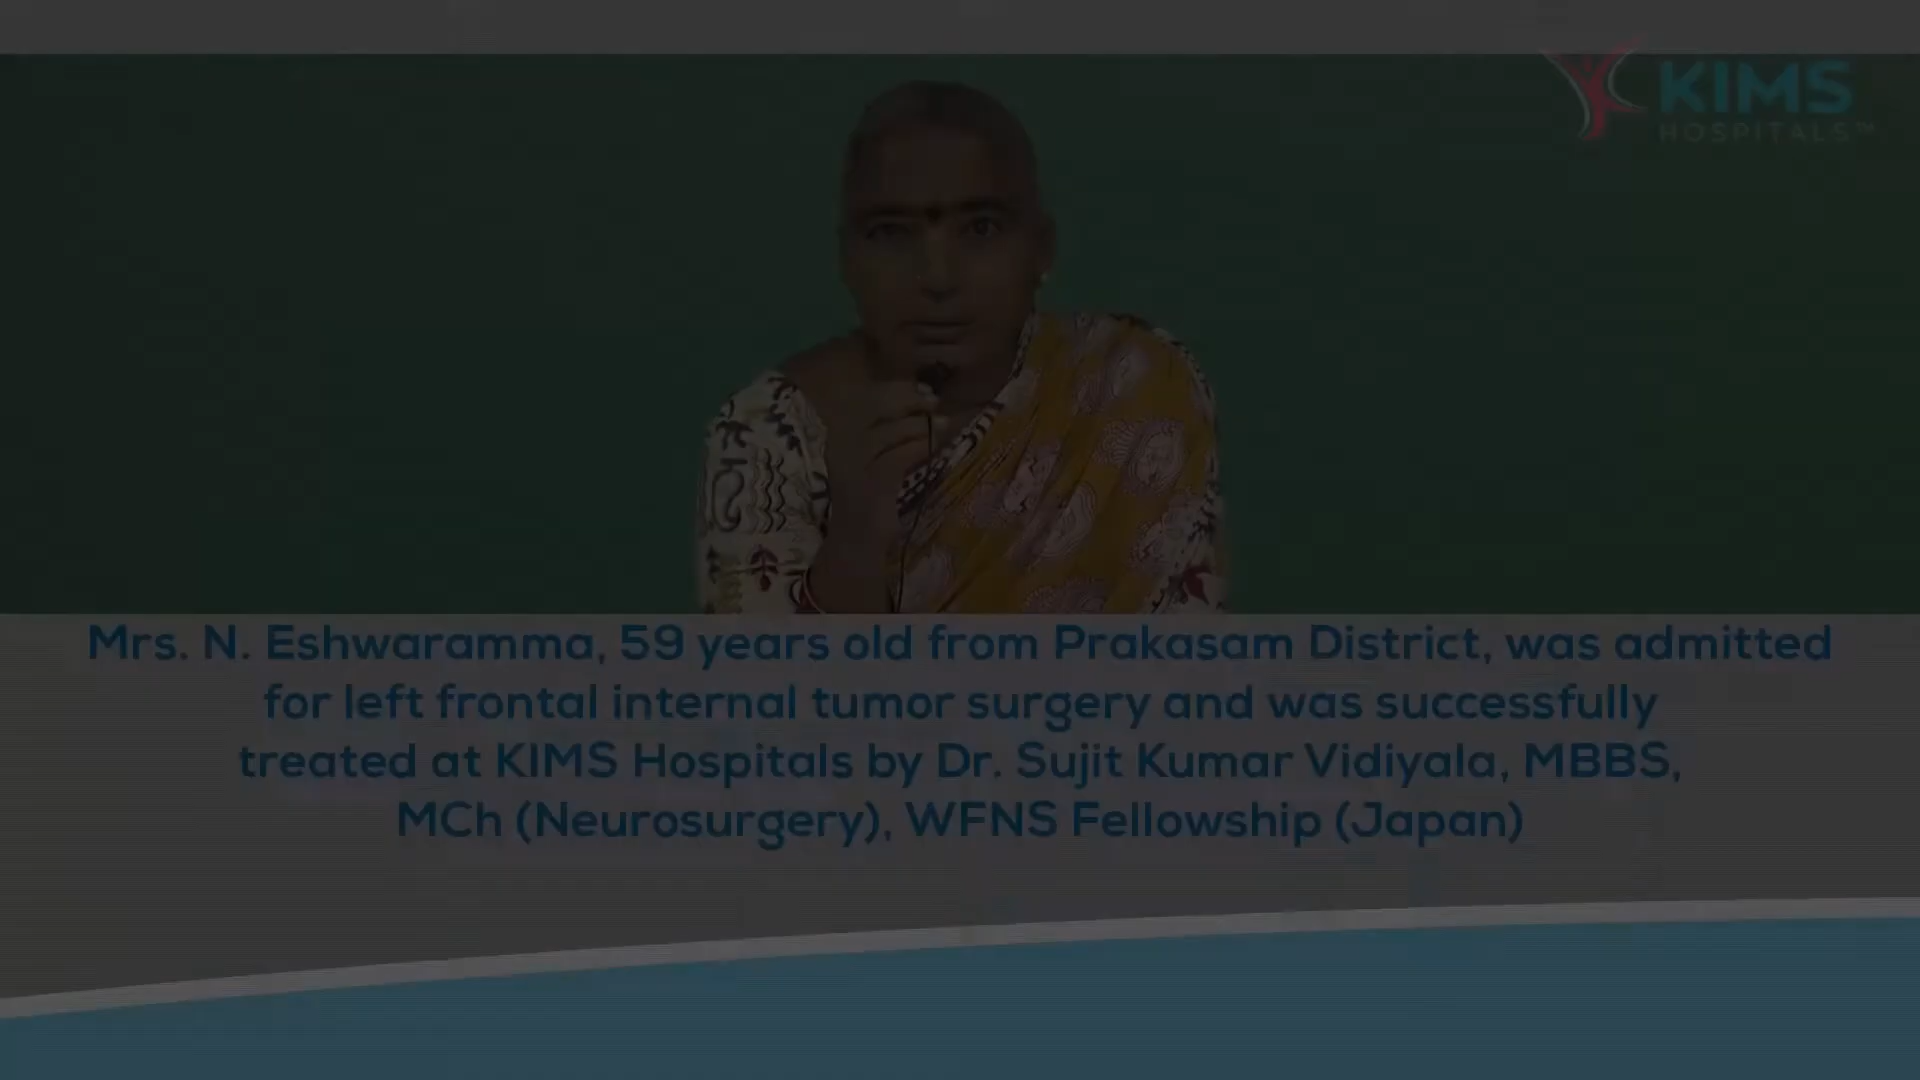 KIMS
HOSPITALS™
Mrs. N. Eshwaramma, 59 years old from Prakasam District, was admitted
for left frontal internal tumor surgery and was successfully
treated at KIMS Hospitals by Dr. Sujit Kumar Vidiyala, MBBS,
MCh (Neurosurgery), WFNS Fellowship (Japan)